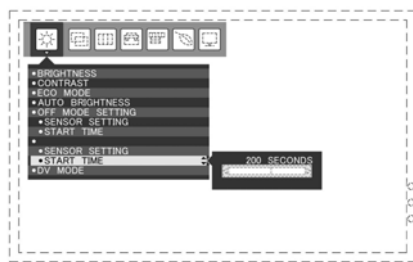 •BRIGHTNESS
•CONTRAST
•ECO MODE
•AUTO BRIGHTNESS
•OFF MODE SETTING
•SENSOR SETTING
•START TIME
•
•SENSOR SETTING
•START TIME
200 SECONDS
•DV MODE